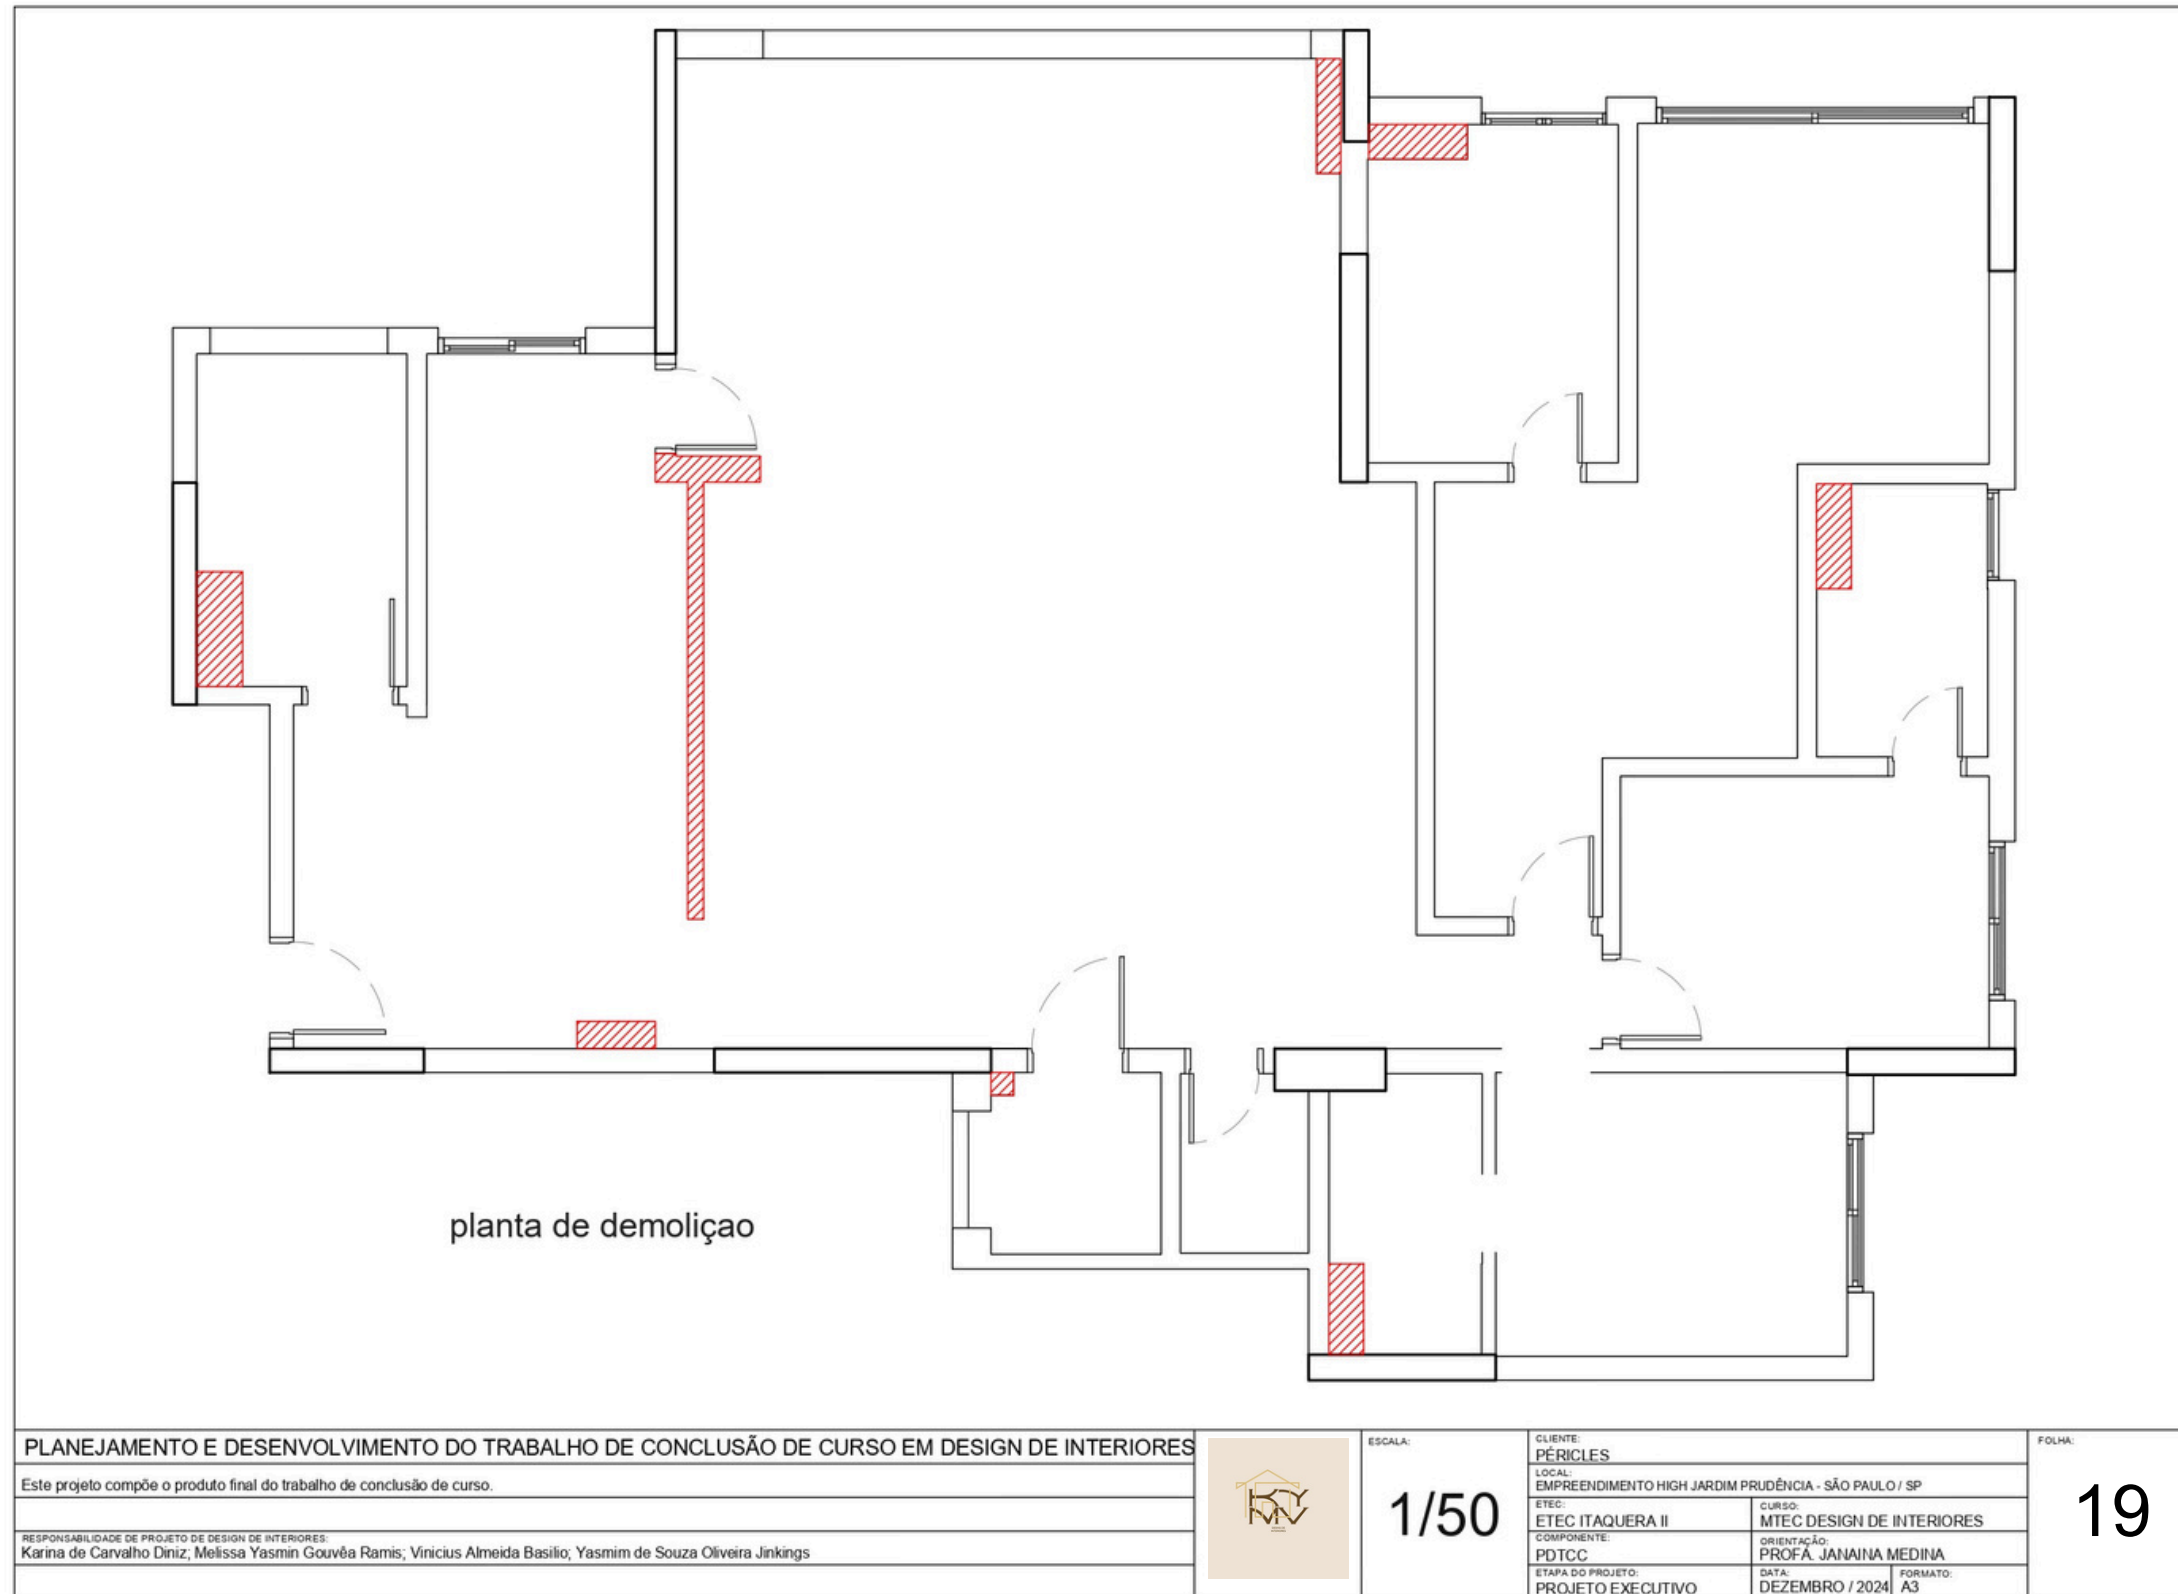 planta de demoliçao
PLANEJAMENTO E DESENVOLVIMENTO DO TRABALHO DE CONCLUSÃO DE CURSO EM DESIGN DE INTERIORES
Este projeto compõe o produto final do trabalho de conclusão de curso.
RESPONSABILIDADE DE PROJETO DE DESIGN DE INTERIORES:
Karina de Carvalho Diniz; Melissa Yasmin Gouvêa Ramis; Vinicius Almeida Basilio; Yasmim de Souza Oliveira Jinkings
ESCALA:
1/50
CLIENTE:
PÉRICLES
LOCAL:
EMPREENDIMENTO HIGH JARDIM PRUDÊNCIA - SÃO PAULO / SP
ETEC:
ETEC ITAQUERA II
CURSO:
MTEC DESIGN DE INTERIORES
COMPONENTE:
PDTCC
ORIENTAÇÃO:
PROFA. JANAINA MEDINA
ETAPA DO PROJETO:
PROJETO EXECUTIVO
DATA:
DEZEMBRO / 2024
FORMATO:
A3
FOLHA:
19